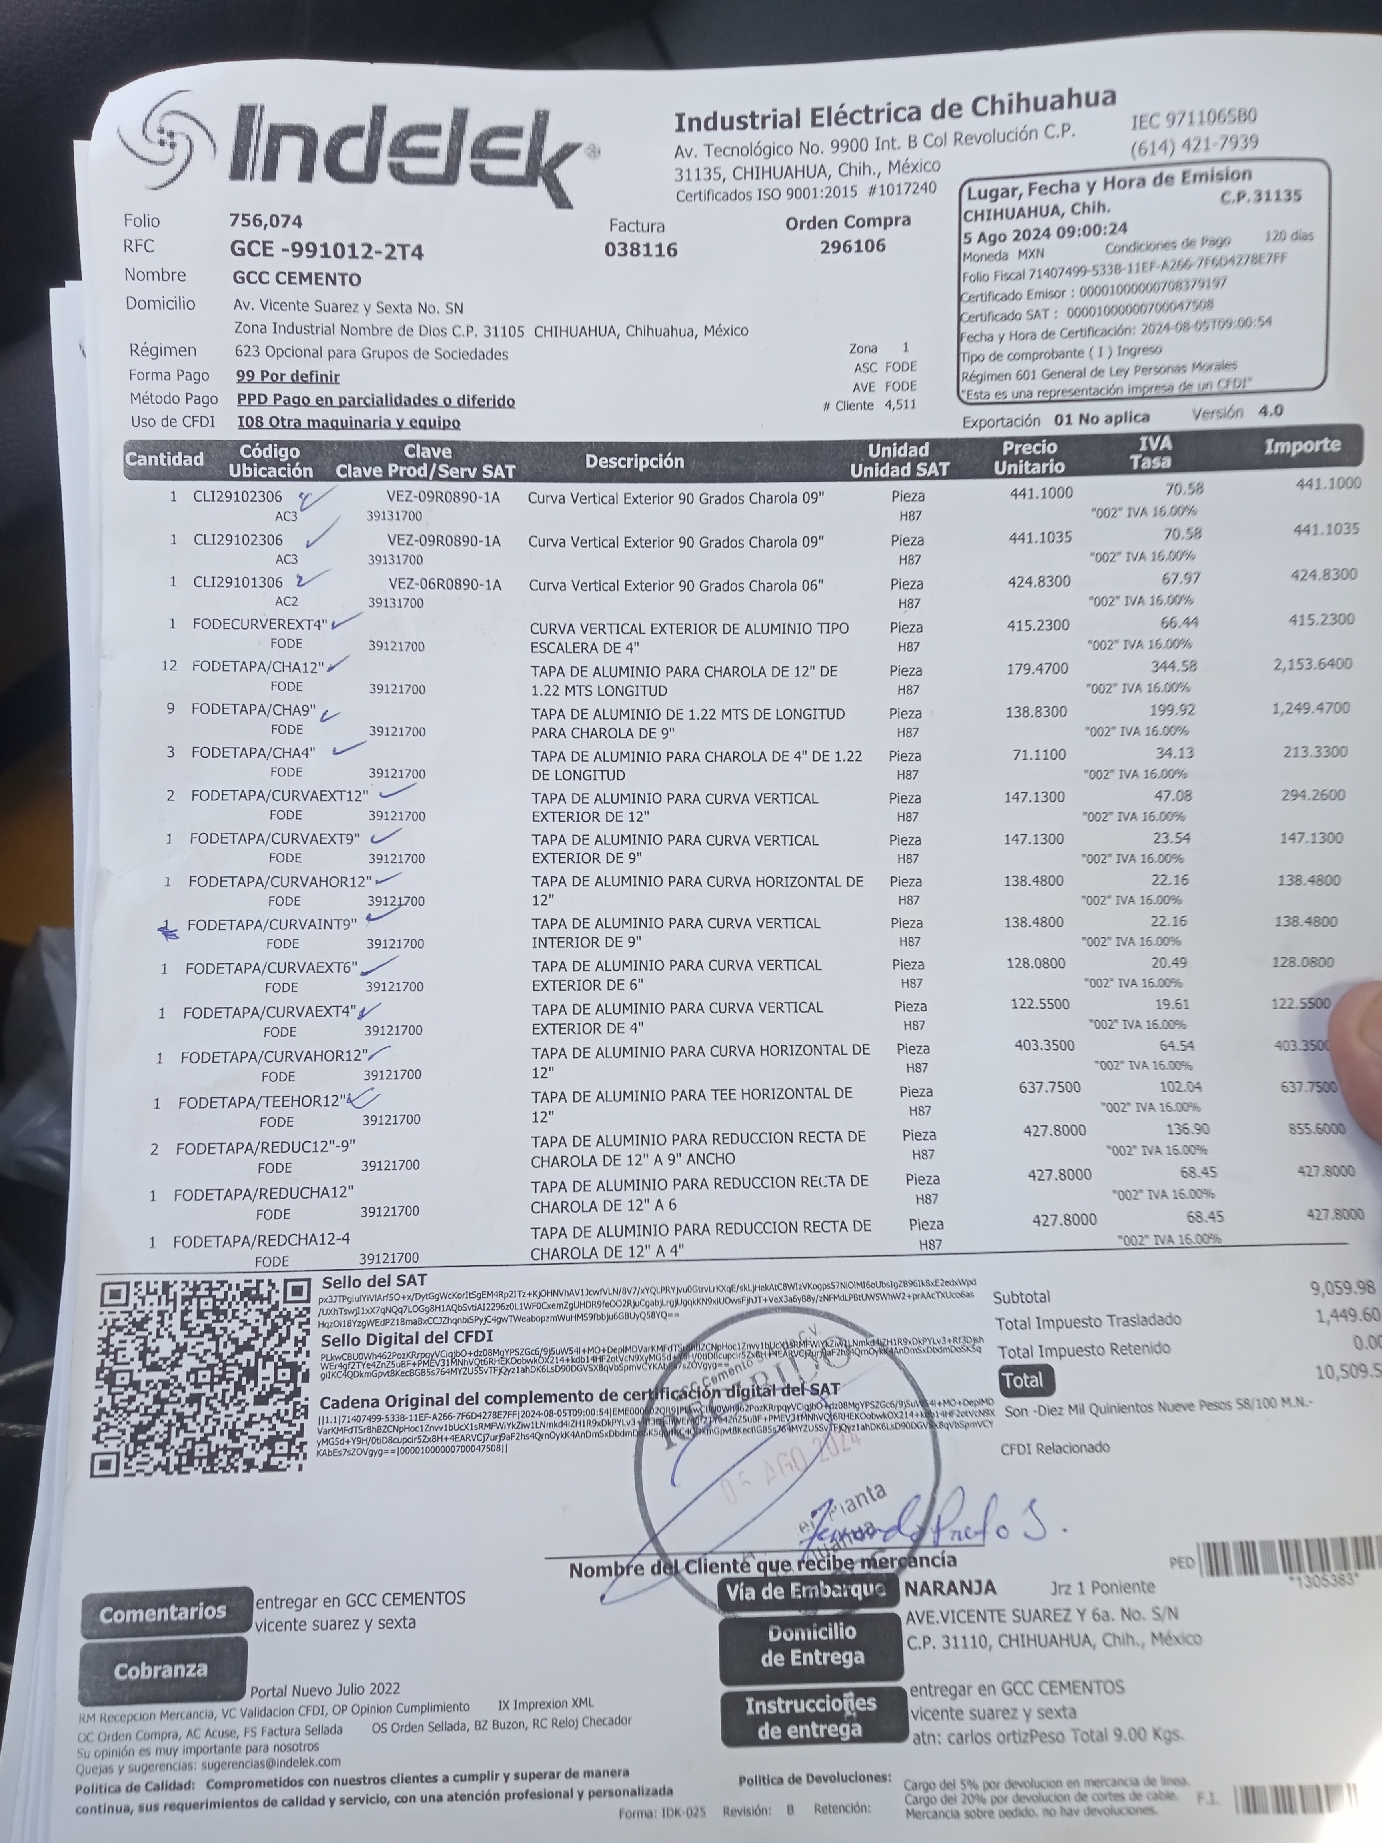 Indelek®
Industrial Eléctrica de Chihuahua
Av. Tecnológico No. 9900 Int. B Col Revolución C.P.
31135, CHIHUAHUA, Chih., México
Certificados ISO 9001:2015 #1017240
IEC 9711065B0
(614) 421-7939
Lugar, Fecha y Hora de Emision
C.P.31135
CHIHUAHUA, Chih.
5 Ago 2024 09:00:24
Moneda MXN Condiciones de Pago 120 días
Folio Fiscal 71407499-533B-11EF-A266-7F6D4278E7FF
Certificado Emisor : 00001000000708379197
Certificado SAT : 00001000000700047508
Fecha y Hora de Certificación: 2024-08-05T09:00:54
Tipo de comprobante ( I ) Ingreso
Régimen 601 General de Ley Personas Morales
"Esta es una representación impresa de un CFDI"
Exportación 01 No aplica Versión 4.0
Folio 756,074
Factura 038116
Orden Compra 296106
RFC GCE -991012-2T4
Nombre GCC CEMENTO
Domicilio Av. Vicente Suarez y Sexta No. SN
Zona Industrial Nombre de Dios C.P. 31105 CHIHUAHUA, Chihuahua, México
Régimen 623 Opcional para Grupos de Sociedades
Forma Pago 99 Por definir
Método Pago PPD Pago en parcialidades o diferido
Uso de CFDI I08 Otra maquinaria y equipo
Zona 1
ASC FODE
AVE FODE
# Cliente 4,511
Cantidad Código Clave Descripción Unidad Precio IVA Importe
Ubicación Clave Prod/Serv SAT Unidad SAT Unitario Tasa
1 CLI29102306 VEZ-09R0890-1A Curva Vertical Exterior 90 Grados Charola 09" Pieza 441.1000 70.58 441.1000
AC3 39131700 H87 "002" IVA 16.00%
1 CLI29102306 VEZ-09R0890-1A Curva Vertical Exterior 90 Grados Charola 09" Pieza 441.1035 70.58 441.1035
AC3 39131700 H87 "002" IVA 16.00%
1 CLI29101306 VEZ-06R0890-1A Curva Vertical Exterior 90 Grados Charola 06" Pieza 424.8300 67.97 424.8300
AC2 39131700 H87 "002" IVA 16.00%
1 FODECURVEREXT4" CURVA VERTICAL EXTERIOR DE ALUMINIO TIPO Pieza 415.2300 66.44 415.2300
FODE 39121700 ESCALERA DE 4" H87 "002" IVA 16.00%
12 FODETAPA/CHA12" TAPA DE ALUMINIO PARA CHAROLA DE 12" DE Pieza 179.4700 344.58 2,153.6400
FODE 39121700 1.22 MTS LONGITUD H87 "002" IVA 16.00%
9 FODETAPA/CHA9" TAPA DE ALUMINIO DE 1.22 MTS DE LONGITUD Pieza 138.8300 199.92 1,249.4700
FODE 39121700 PARA CHAROLA DE 9" H87 "002" IVA 16.00%
3 FODETAPA/CHA4" TAPA DE ALUMINIO PARA CHAROLA DE 4" DE 1.22 Pieza 71.1100 34.13 213.3300
FODE 39121700 DE LONGITUD H87 "002" IVA 16.00%
2 FODETAPA/CURVAEXT12" TAPA DE ALUMINIO PARA CURVA VERTICAL Pieza 147.1300 47.08 294.2600
FODE 39121700 EXTERIOR DE 12" H87 "002" IVA 16.00%
1 FODETAPA/CURVAEXT9" TAPA DE ALUMINIO PARA CURVA VERTICAL Pieza 147.1300 23.54 147.1300
FODE 39121700 EXTERIOR DE 9" H87 "002" IVA 16.00%
1 FODETAPA/CURVAHOR12" TAPA DE ALUMINIO PARA CURVA HORIZONTAL DE Pieza 138.4800 22.16 138.4800
FODE 39121700 12" H87 "002" IVA 16.00%
1 FODETAPA/CURVAINT9" TAPA DE ALUMINIO PARA CURVA VERTICAL Pieza 138.4800 22.16 138.4800
FODE 39121700 INTERIOR DE 9" H87 "002" IVA 16.00%
1 FODETAPA/CURVAEXT6" TAPA DE ALUMINIO PARA CURVA VERTICAL Pieza 128.0800 20.49 128.0800
FODE 39121700 EXTERIOR DE 6" H87 "002" IVA 16.00%
1 FODETAPA/CURVAEXT4" TAPA DE ALUMINIO PARA CURVA VERTICAL Pieza 122.5500 19.61 122.5500
FODE 39121700 EXTERIOR DE 4" H87 "002" IVA 16.00%
1 FODETAPA/CURVAHOR12" TAPA DE ALUMINIO PARA CURVA HORIZONTAL DE Pieza 403.3500 64.54 403.3500
FODE 39121700 12" H87 "002" IVA 16.00%
1 FODETAPA/TEEHOR12" TAPA DE ALUMINIO PARA TEE HORIZONTAL DE Pieza 637.7500 102.04 637.7500
FODE 39121700 12" H87 "002" IVA 16.00%
2 FODETAPA/REDUC12"-9" TAPA DE ALUMINIO PARA REDUCCION RECTA DE Pieza 427.8000 136.90 855.6000
FODE 39121700 CHAROLA DE 12" A 9" ANCHO H87 "002" IVA 16.00%
1 FODETAPA/REDUCHA12" TAPA DE ALUMINIO PARA REDUCCION RECTA DE Pieza 427.8000 68.45 427.8000
FODE 39121700 CHAROLA DE 12" A 6 H87 "002" IVA 16.00%
1 FODETAPA/REDCHA12-4 TAPA DE ALUMINIO PARA REDUCCION RECTA DE Pieza 427.8000 68.45 427.8000
FODE 39121700 CHAROLA DE 12" A 4" H87 "002" IVA 16.00%
Sello del SAT
Sello Digital del CFDI
Cadena Original del complemento de certificación digital del SAT
Subtotal 9,059.98
Total Impuesto Trasladado 1,449.60
Total Impuesto Retenido 0.00
Total 10,509.5
Son -Diez Mil Quinientos Nueve Pesos 58/100 M.N.-
CFDI Relacionado
RECIBIDO
05 AGO 2024
Planta
Nombre del Cliente que recibe mercancía
PED *1305383*
Vía de Embarque NARANJA Jrz 1 Poniente
Domicilio de Entrega
AVE.VICENTE SUAREZ Y 6a. No. S/N
C.P. 31110, CHIHUAHUA, Chih., México
Instrucciones de entrega
entregar en GCC CEMENTOS
vicente suarez y sexta
atn: carlos ortizPeso Total 9.00 Kgs.
Comentarios
entregar en GCC CEMENTOS
vicente suarez y sexta
Cobranza
Portal Nuevo Julio 2022
RM Recepcion Mercancia, VC Validacion CFDI, OP Opinion Cumplimiento IX Imprexion XML
OC Orden Compra, AC Acuse, FS Factura Sellada OS Orden Sellada, BZ Buzon, RC Reloj Checador
Su opinión es muy importante para nosotros
Quejas y sugerencias: sugerencias@indelek.com
Politica de Calidad: Comprometidos con nuestros clientes a cumplir y superar de manera
continua, sus requerimientos de calidad y servicio, con una atención profesional y personalizada
Forma: IDK-025 Revisión: B Retención:
Politica de Devoluciones:
Cargo del 5% por devolucion en mercancia de linea.
Cargo del 20% por devolucion de cortes de cable.
Mercancia sobre pedido, no hay devoluciones.
F.I.